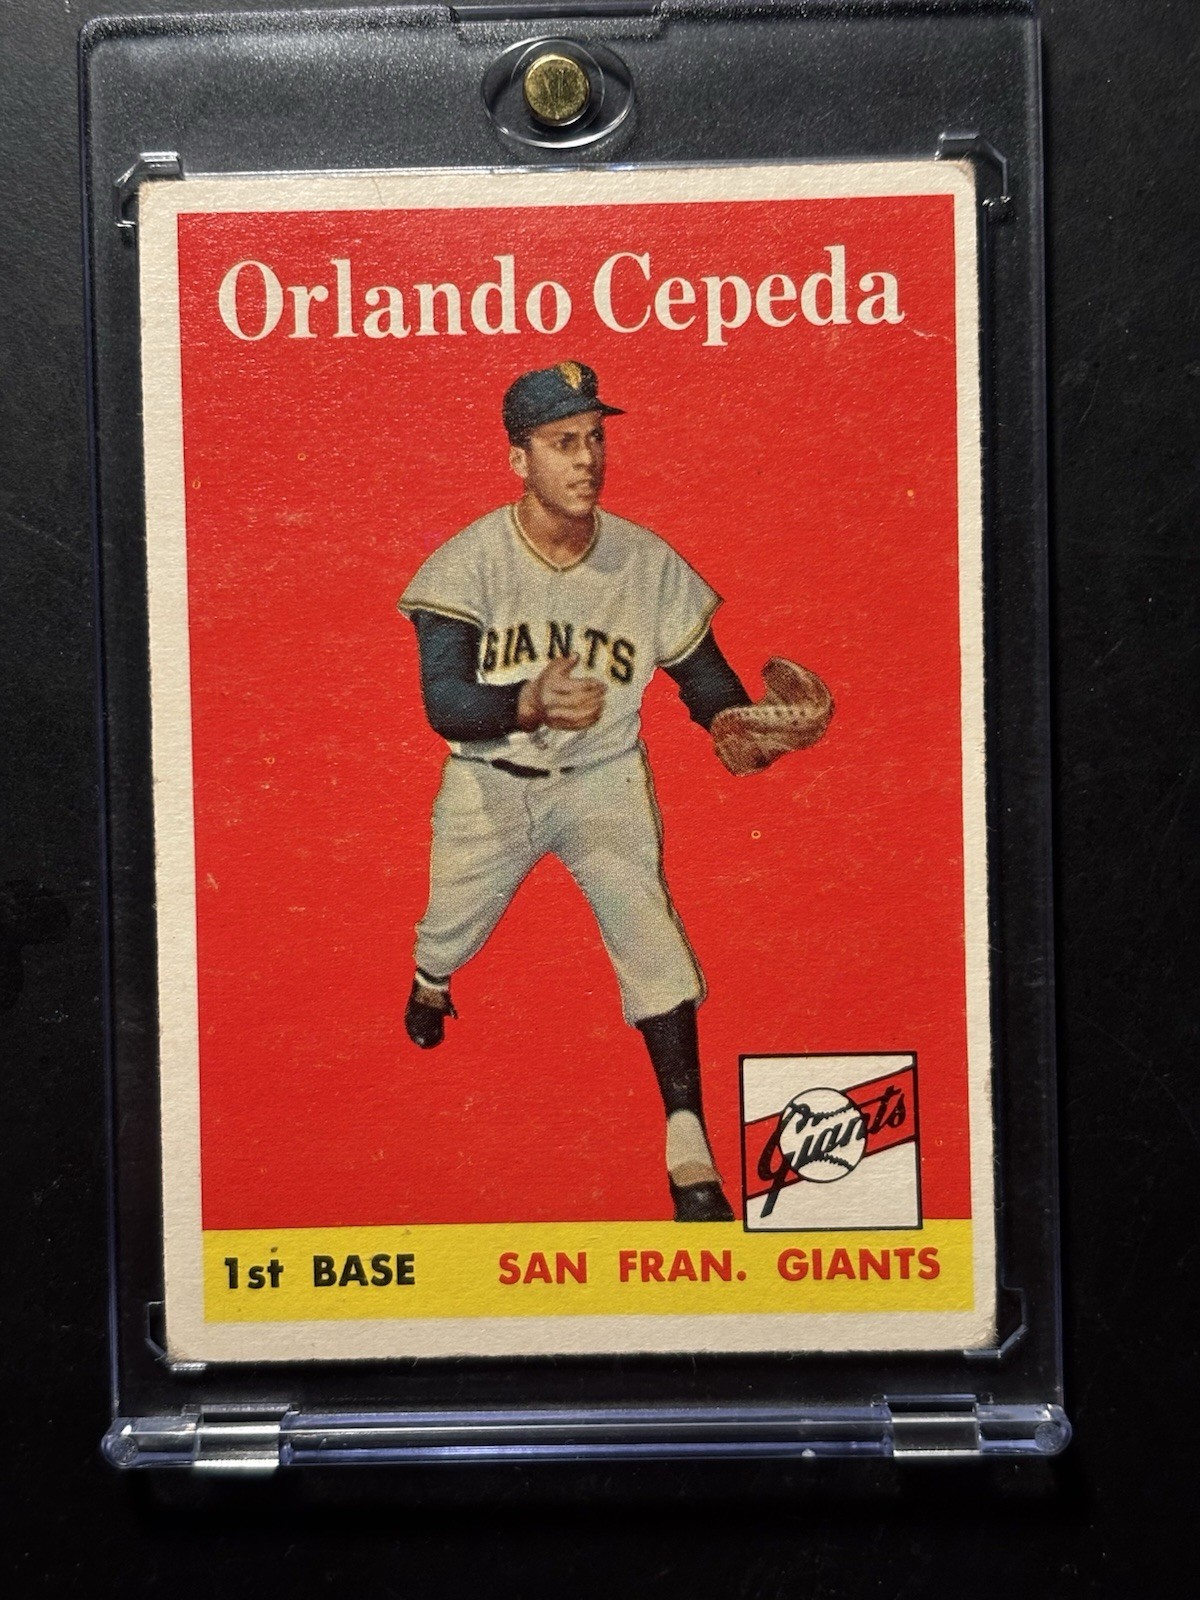 Orlando Cepeda
GIANTS
Giants
1st BASE SAN FRAN. GIANTS